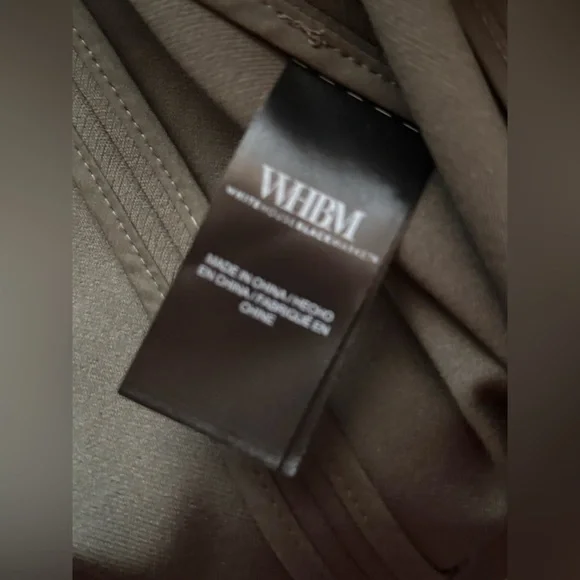 WHBM
WHITE HOUSE BLACK MARKET
MADE IN CHINA / HECHO
EN CHINA / FABRIQUÉ EN
CHINE